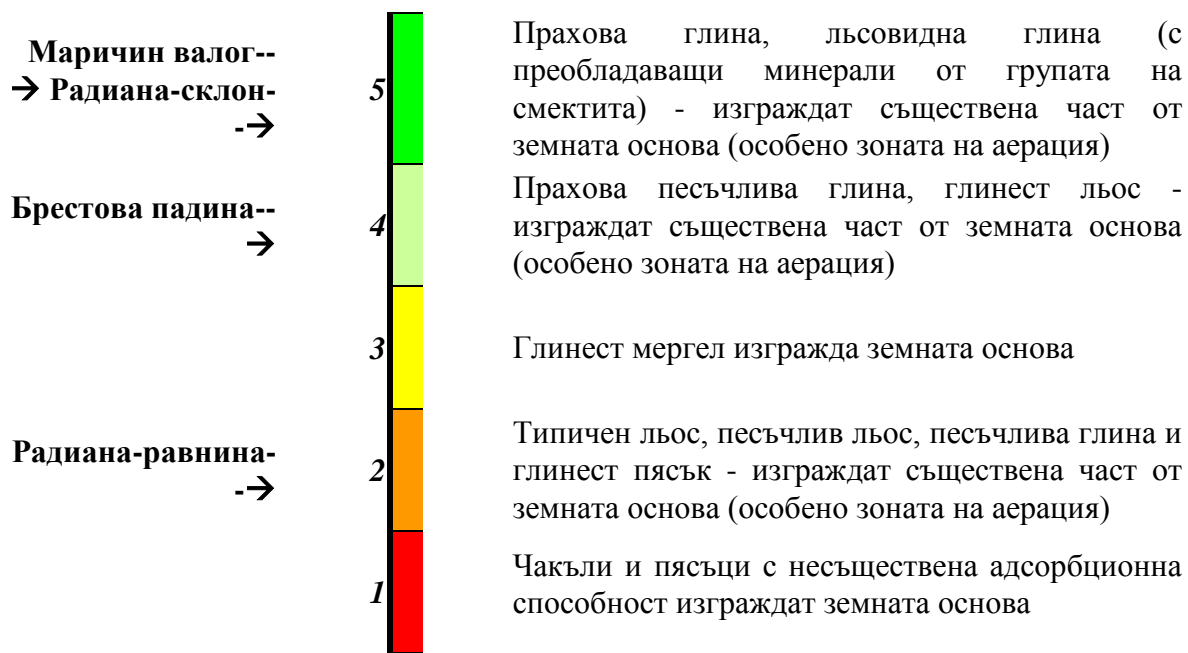 Маричин валог--
→ Радиана-склон-
-→
5
Прахова глина, льосовидна глина (с
преобладаващи минерали от групата на
смектита) - изграждат съществена част от
земната основа (особено зоната на аерация)
Брестова падина--
→
4
Прахова песъчлива глина, глинест льос -
изграждат съществена част от земната основа
(особено зоната на аерация)
3
Глинест мергел изгражда земната основа
Радиана-равнина-
-→
2
Типичен льос, песъчлив льос, песъчлива глина и
глинест пясък - изграждат съществена част от
земната основа (особено зоната на аерация)
1
Чакъли и пясъци с несъществена адсорбционна
способност изграждат земната основа